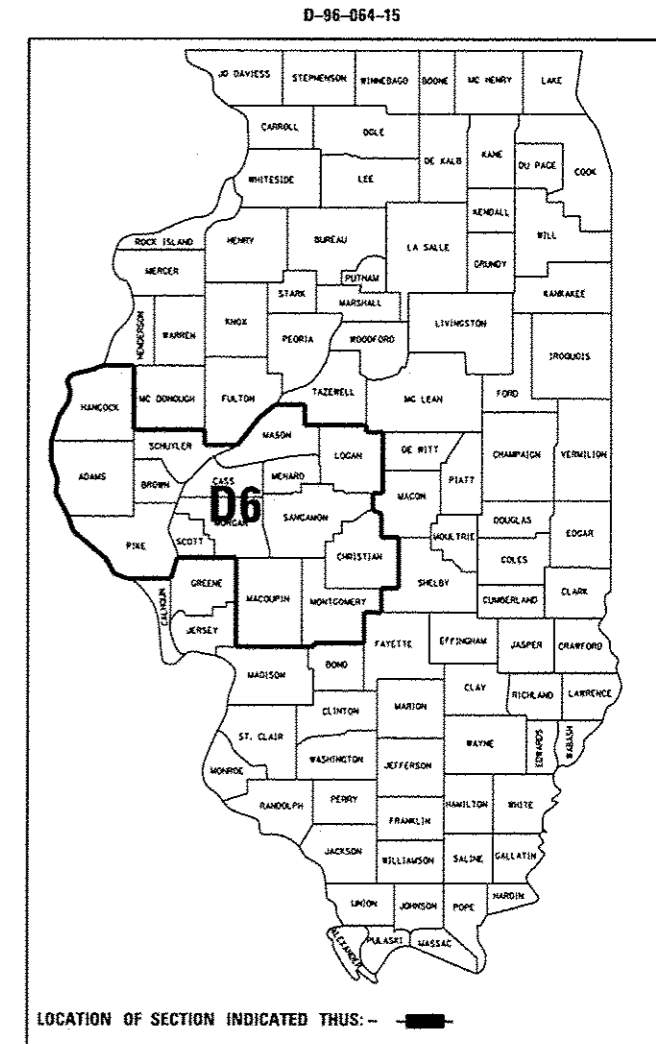 D-96-064-15
JO DAVIESS STEPHENSON WINNEBAGO BOONE MC HENRY LAKE
CARROLL OGLE DE KALB KANE DU PAGE COOK
WHITESIDE LEE
KENDALL WILL
ROCK ISLAND HENRY BUREAU LA SALLE GRUNDY
MERCER PUTNAM KANKAKEE
STARK MARSHALL
HENDERSON WARREN KNOX PEORIA WOODFORD LIVINGSTON IROQUOIS
HANCOCK MC DONOUGH FULTON TAZEWELL MC LEAN FORD
MASON
SCHUYLER LOGAN DE WITT CHAMPAIGN VERMILION
ADAMS BROWN CASS MENARD PIATT
D6 MACON
MORGAN SANGAMON DOUGLAS
PIKE SCOTT CHRISTIAN MOULTRIE COLES EDGAR
GREENE MACOUPIN MONTGOMERY SHELBY CUMBERLAND CLARK
CALHOUN JERSEY
FAYETTE EFFINGHAM JASPER CRAWFORD
MADISON BOND
CLAY RICHLAND LAWRENCE
CLINTON MARION
ST. CLAIR WAYNE EDWARDS WABASH
WASHINGTON JEFFERSON
MONROE
RANDOLPH PERRY HAMILTON WHITE
FRANKLIN
JACKSON WILLIAMSON SALINE GALLATIN
UNION JOHNSON POPE HARDIN
ALEXANDER PULASKI MASSAC
LOCATION OF SECTION INDICATED THUS: -